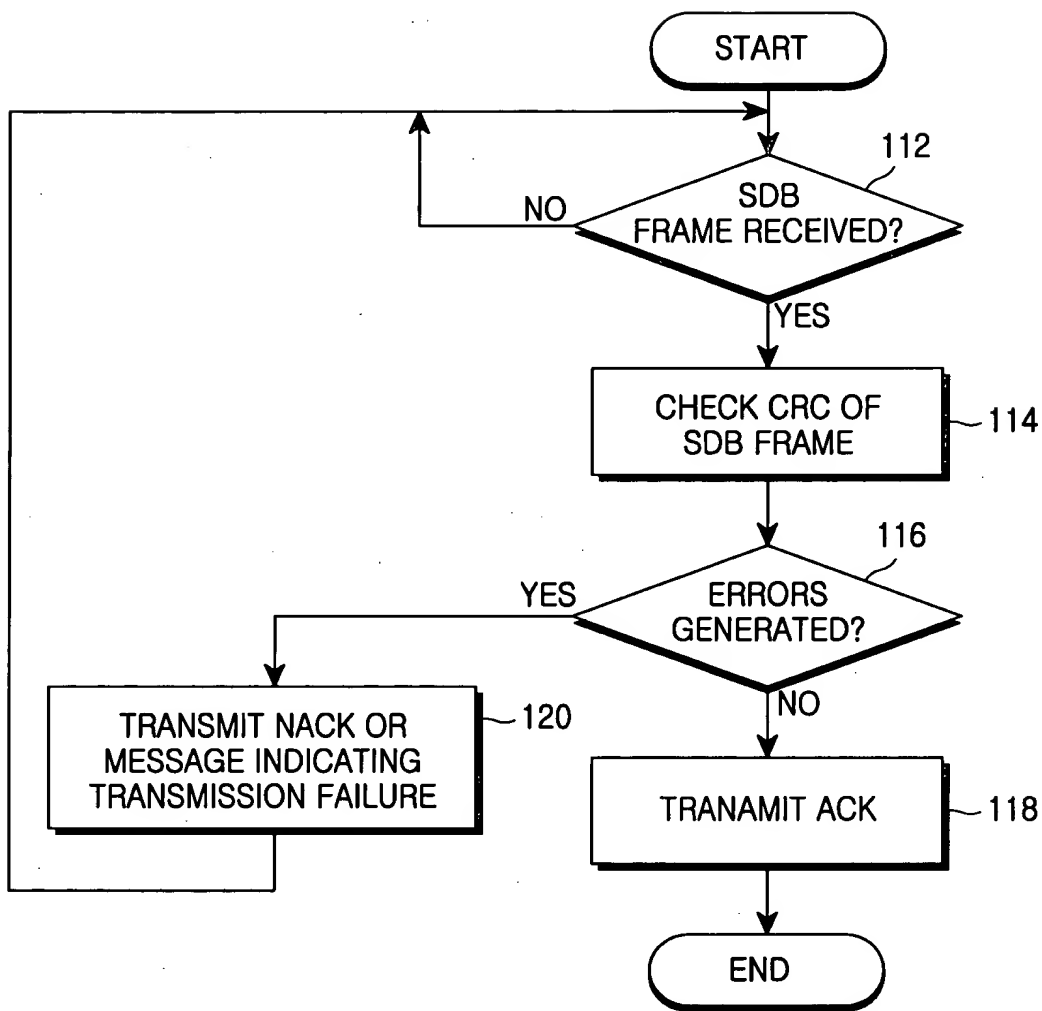 START
112
SDB
FRAME RECEIVED?
NO
YES
CHECK CRC OF
SDB FRAME
114
116
ERRORS
GENERATED?
YES
NO
TRANSMIT NACK OR
MESSAGE INDICATING
TRANSMISSION FAILURE
120
TRANAMIT ACK
118
END